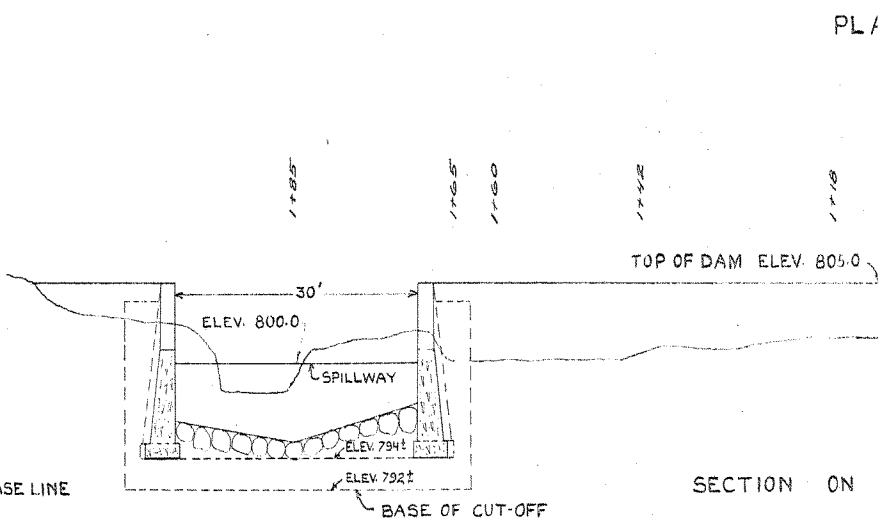 PLA
1+85
1+65
1+60
1+42
1+18
TOP OF DAM ELEV. 805.0
30'
ELEV. 800.0
SPILLWAY
ELEV. 794±
ELEV. 792±
ASE LINE
SECTION ON
BASE OF CUT-OFF